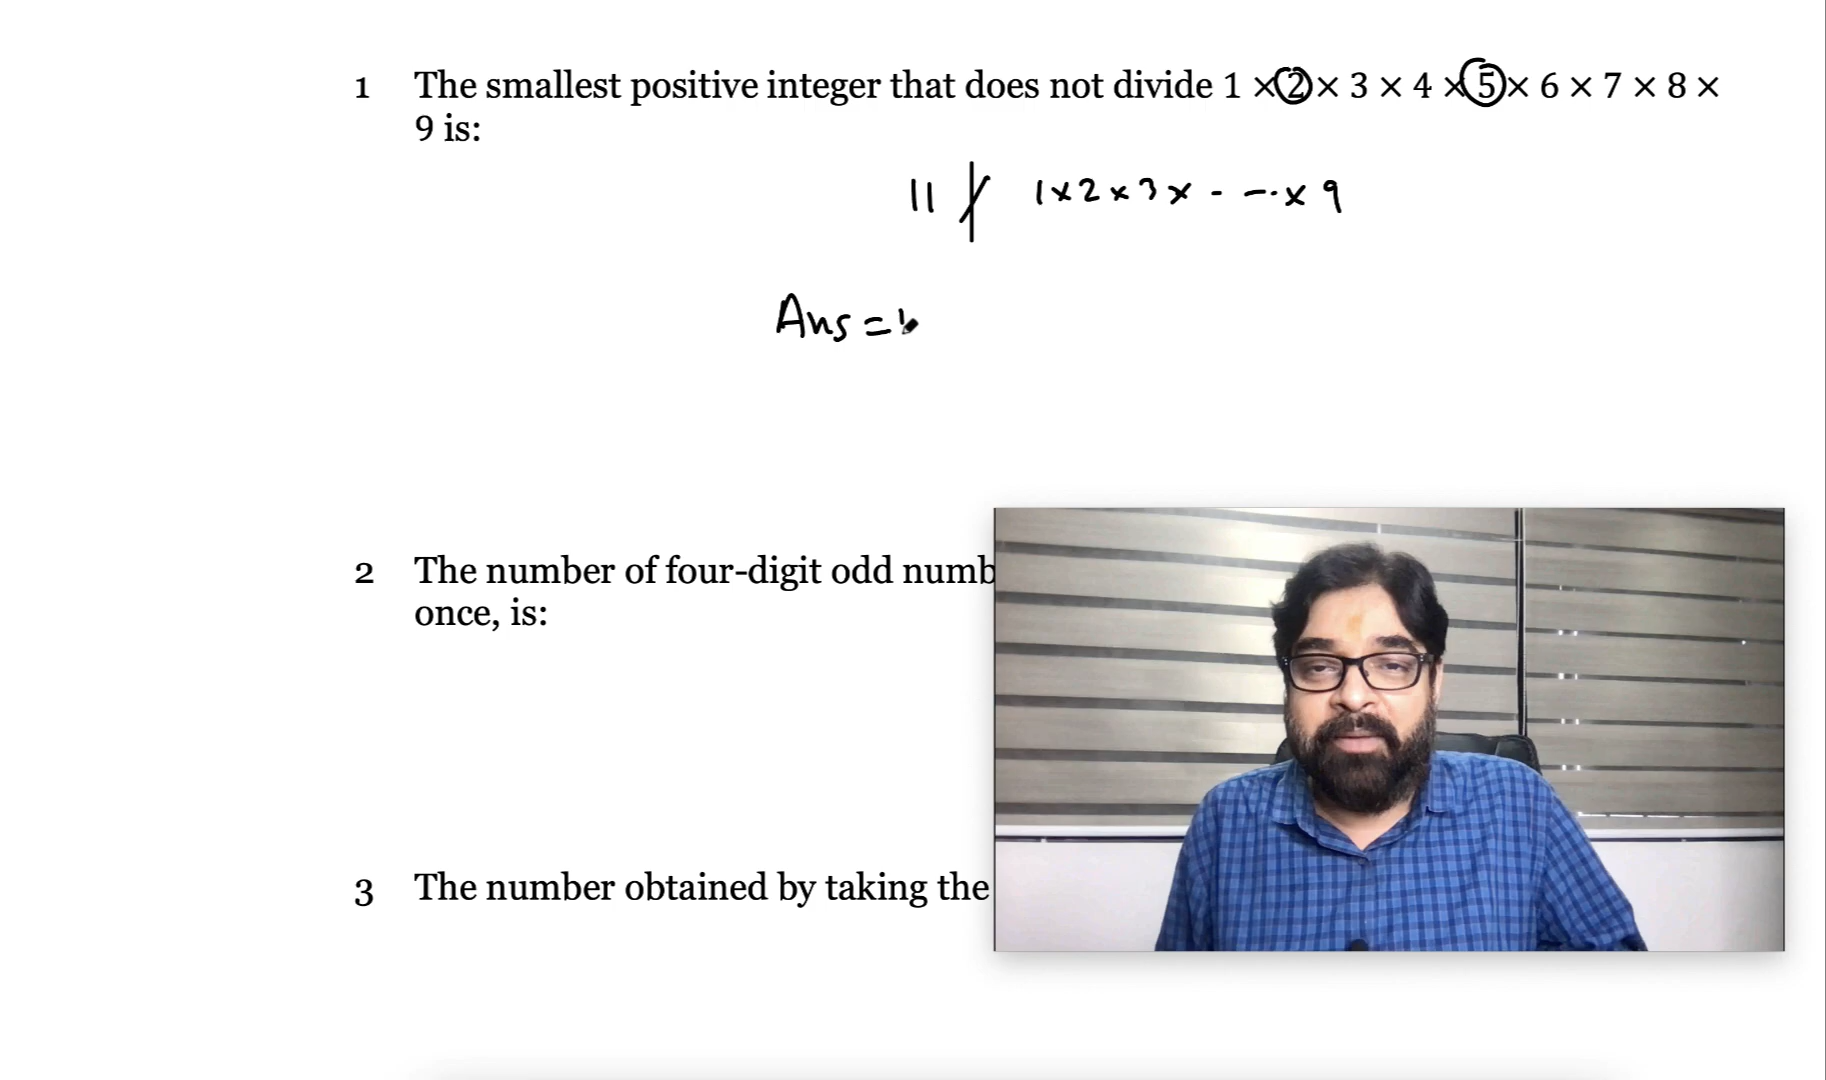 1 The smallest positive integer that does not divide 1 × 2 × 3 × 4 × 5 × 6 × 7 × 8 ×
9 is:
11 ∤ 1×2×3× - -·× 9
Ans =
2 The number of four-digit odd numb
once, is:
3 The number obtained by taking the